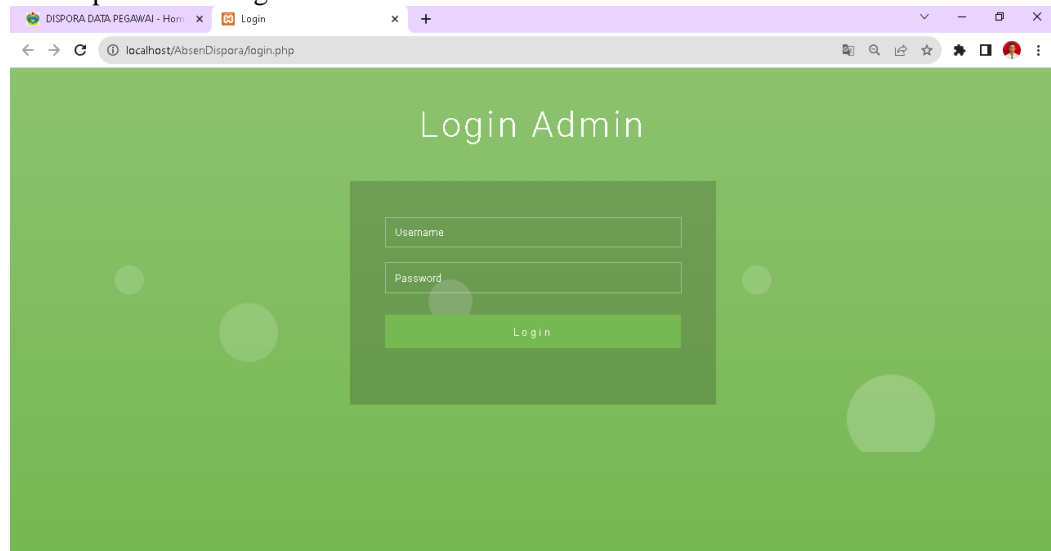 DISPORA DATA PEGAWAI - Hom
Login
localhost/AbsenDispora/login.php
Login Admin
Username
Password
Login